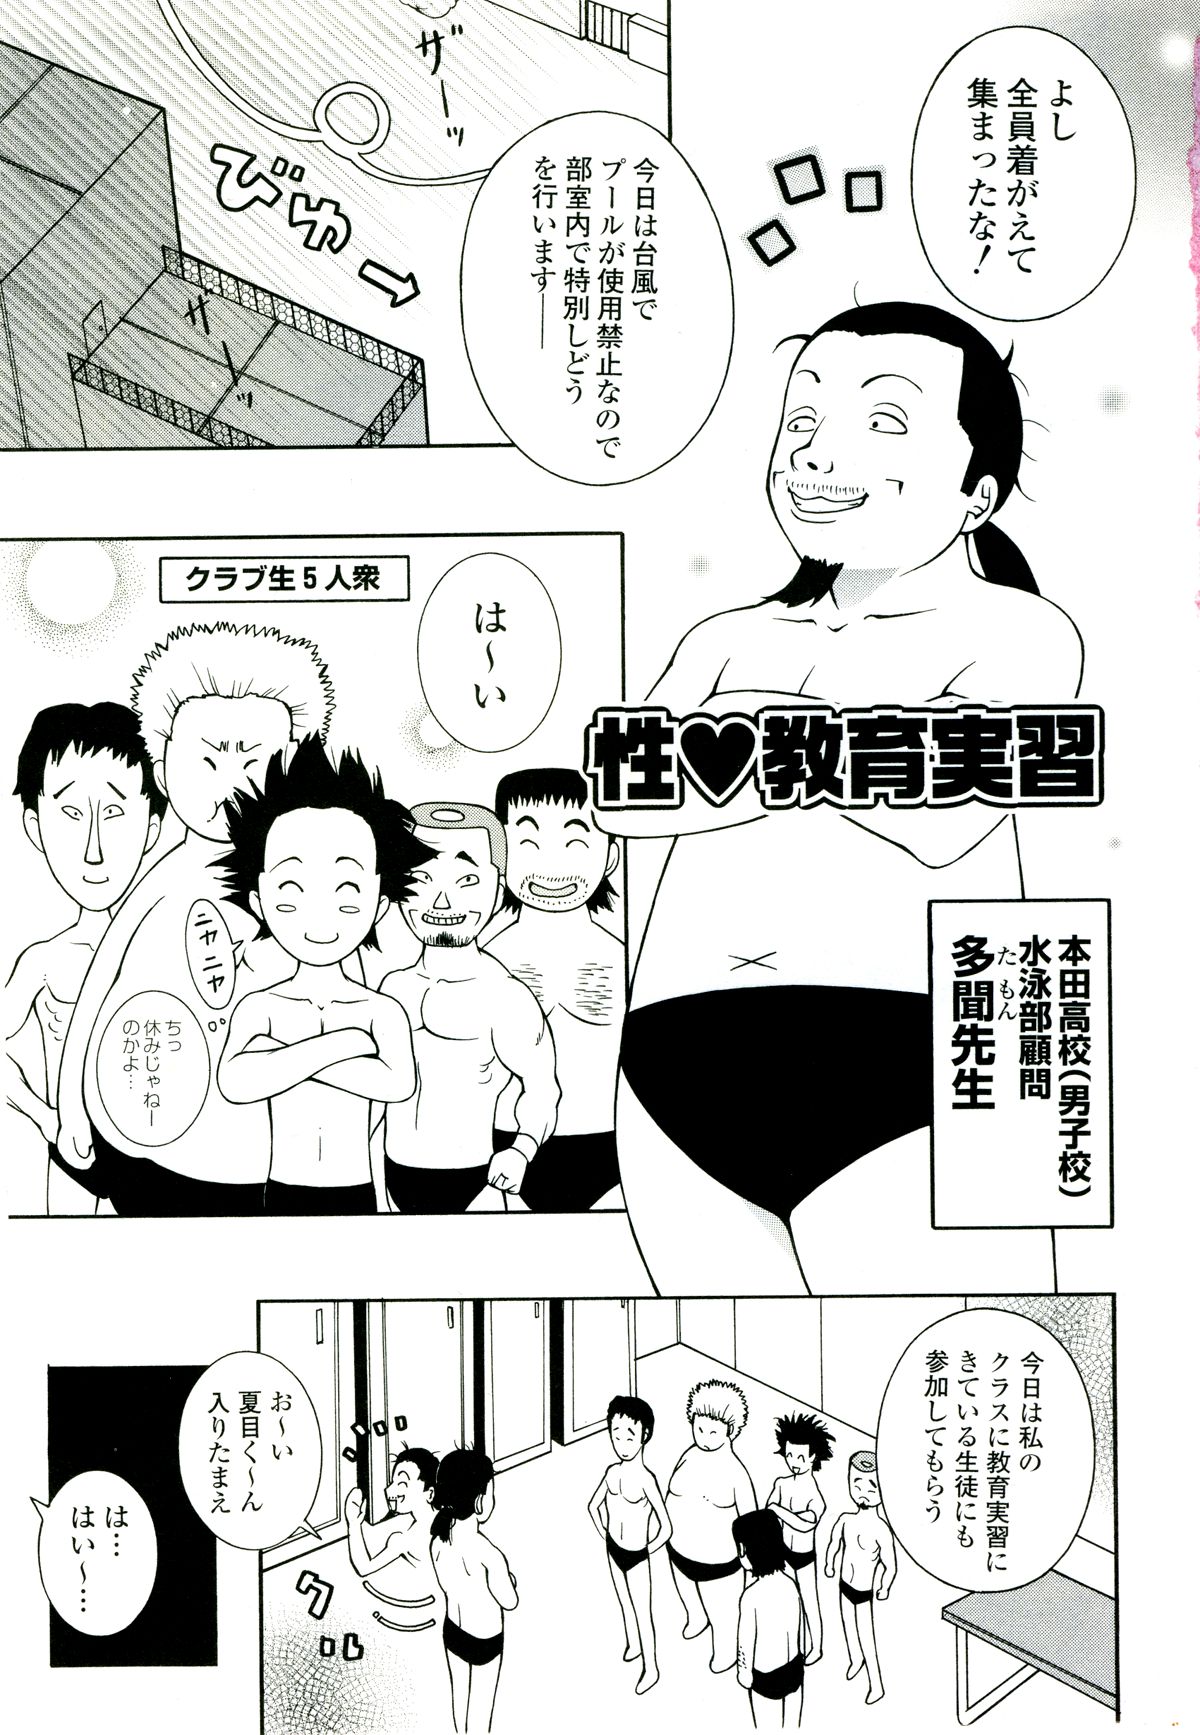 よし
全員着がえて
集まったな！
今日は台風で
プールが使用禁止なので
部室内で特別しどう
を行います──
ザーッ
びゅ
ザーッ
性♥教育実習
本田高校（男子校）
水泳部顧問
たもん
多聞先生
クラブ生5人衆
は～い
ニヤニヤ
ちっ
休みじゃねー
のかよ…
今日は私の
クラスに教育実習に
きている生徒にも
参加してもらう
お～い
夏目く～ん
入りたまえ
クル
は…
はい～…